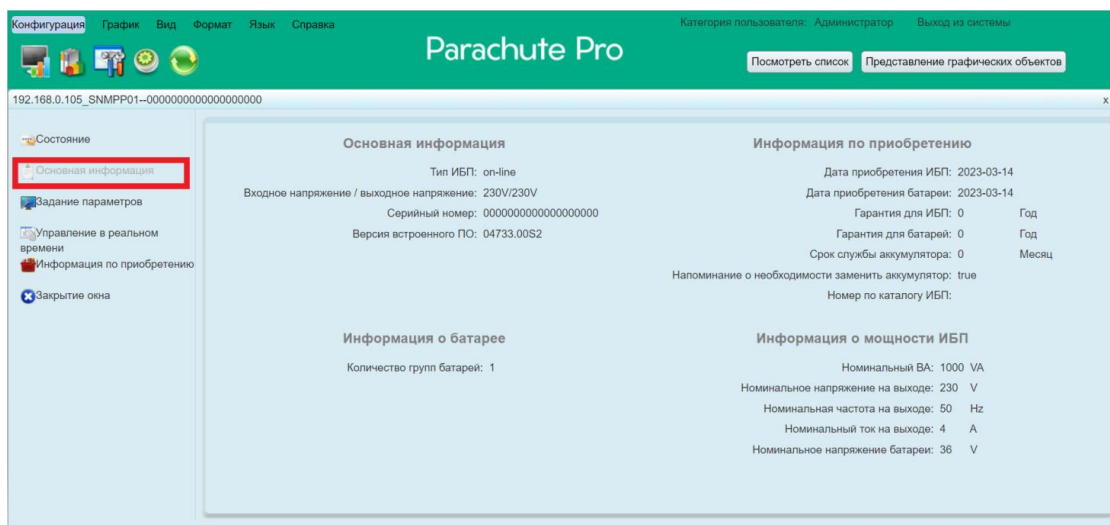 Конфигурация График Вид Формат Язык Справка
Категория пользователя: Администратор Выход из системы
Parachute Pro
Посмотреть список Представление графических объектов
192.168.0.105_SNMPP01--0000000000000000000 x
Состояние
Основная информация
Задание параметров
Управление в реальном
времени
Информация по приобретению
Закрытие окна
Основная информация
Тип ИБП: on-line
Входное напряжение / выходное напряжение: 230V/230V
Серийный номер: 0000000000000000000
Версия встроенного ПО: 04733.00S2
Информация по приобретению
Дата приобретения ИБП: 2023-03-14
Дата приобретения батареи: 2023-03-14
Гарантия для ИБП: 0 Год
Гарантия для батарей: 0 Год
Срок службы аккумулятора: 0 Месяц
Напоминание о необходимости заменить аккумулятор: true
Номер по каталогу ИБП:
Информация о батарее
Количество групп батарей: 1
Информация о мощности ИБП
Номинальный ВА: 1000 VA
Номинальное напряжение на выходе: 230 V
Номинальная частота на выходе: 50 Hz
Номинальный ток на выходе: 4 A
Номинальное напряжение батареи: 36 V